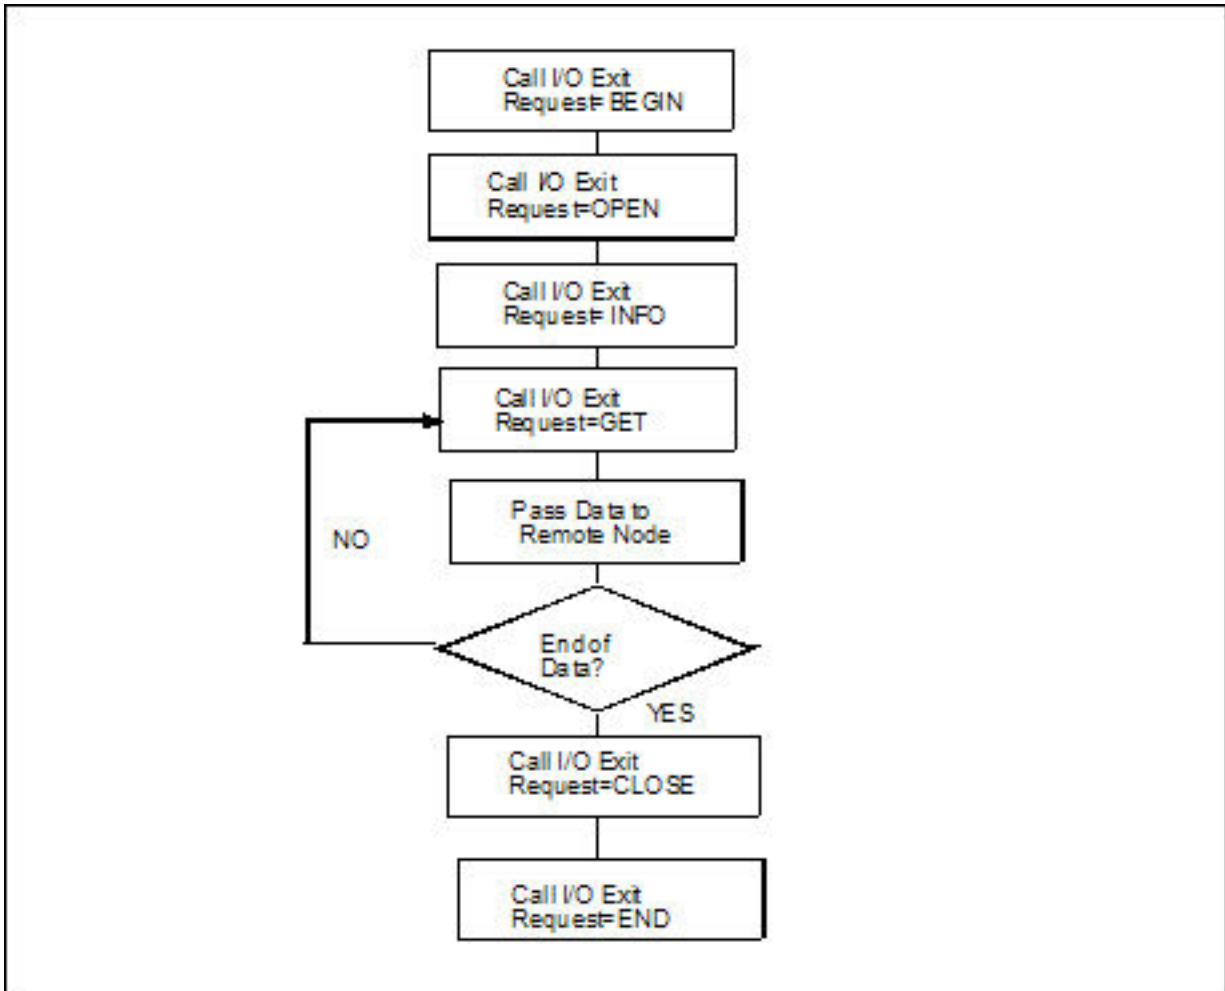 Call I/O Exit
Request= BEGIN
Call I/O Exit
Request=OPEN
Call I/O Exit
Request= INFO
Call I/O Exit
Request=GET
Pass Data to
Remote Node
NO
End of
Data?
YES
Call I/O Exit
Request=CLOSE
Call I/O Exit
Request=END